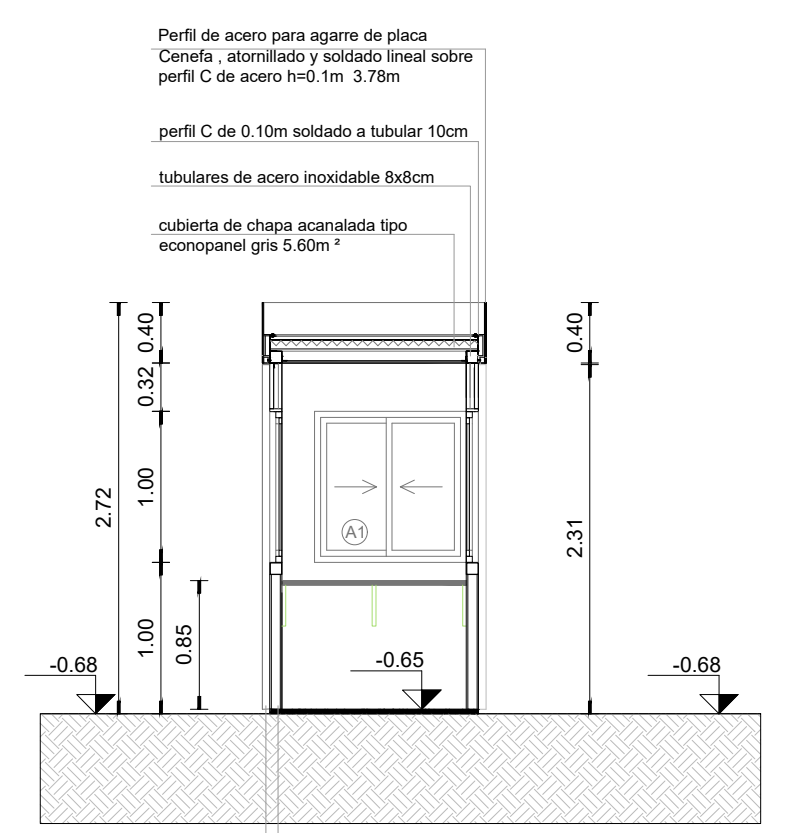 Perfil de acero para agarre de placa
Cenefa , atornillado y soldado lineal sobre
perfil C de acero h=0.1m  3.78m
perfil C de 0.10m soldado a tubular 10cm
tubulares de acero inoxidable 8x8cm
cubierta de chapa acanalada tipo
econopanel gris 5.60m ²
0.40
0.40
0.32
1.00
2.72
A1
2.31
1.00
0.85
-0.68
-0.65
-0.68